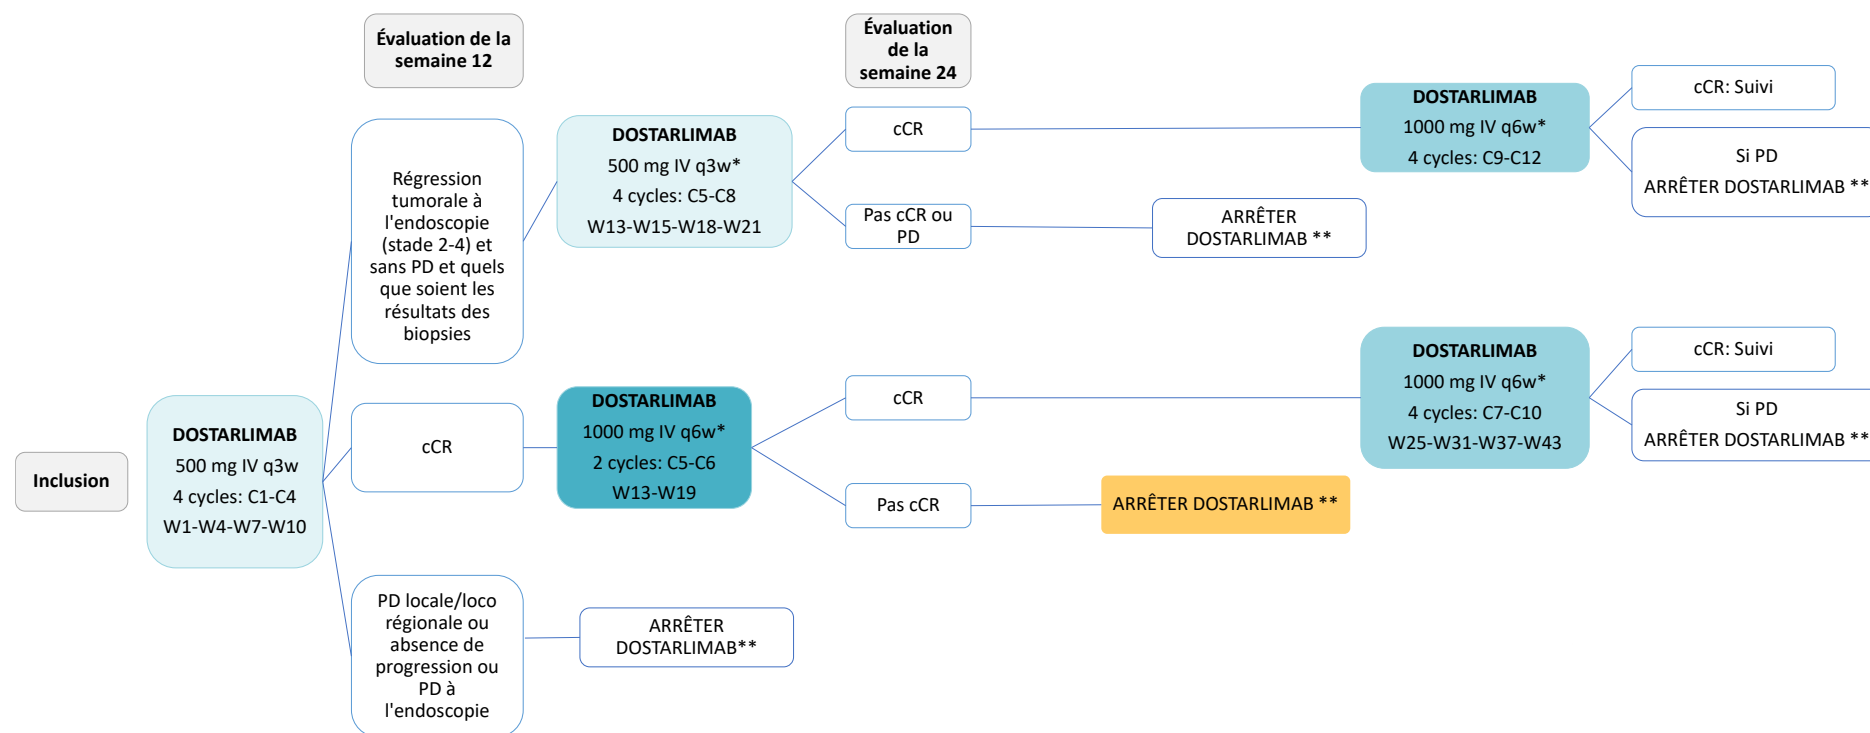 Évaluation de la
semaine 12
Évaluation
de la
semaine 24
Inclusion
DOSTARLIMAB
500 mg IV q3w
4 cycles: C1-C4
W1-W4-W7-W10
Régression
tumorale à
l'endoscopie
(stade 2-4) et
sans PD et quels
que soient les
résultats des
biopsies
DOSTARLIMAB
500 mg IV q3w*
4 cycles: C5-C8
W13-W15-W18-W21
cCR
Pas cCR ou
PD
ARRÊTER
DOSTARLIMAB **
DOSTARLIMAB
1000 mg IV q6w*
4 cycles: C9-C12
cCR: Suivi
Si PD
ARRÊTER DOSTARLIMAB **
cCR
DOSTARLIMAB
1000 mg IV q6w*
2 cycles: C5-C6
W13-W19
cCR
Pas cCR
ARRÊTER DOSTARLIMAB **
DOSTARLIMAB
1000 mg IV q6w*
4 cycles: C7-C10
W25-W31-W37-W43
cCR: Suivi
Si PD
ARRÊTER DOSTARLIMAB **
PD locale/loco
régionale ou
absence de
progression ou
PD à
l'endoscopie
ARRÊTER
DOSTARLIMAB**